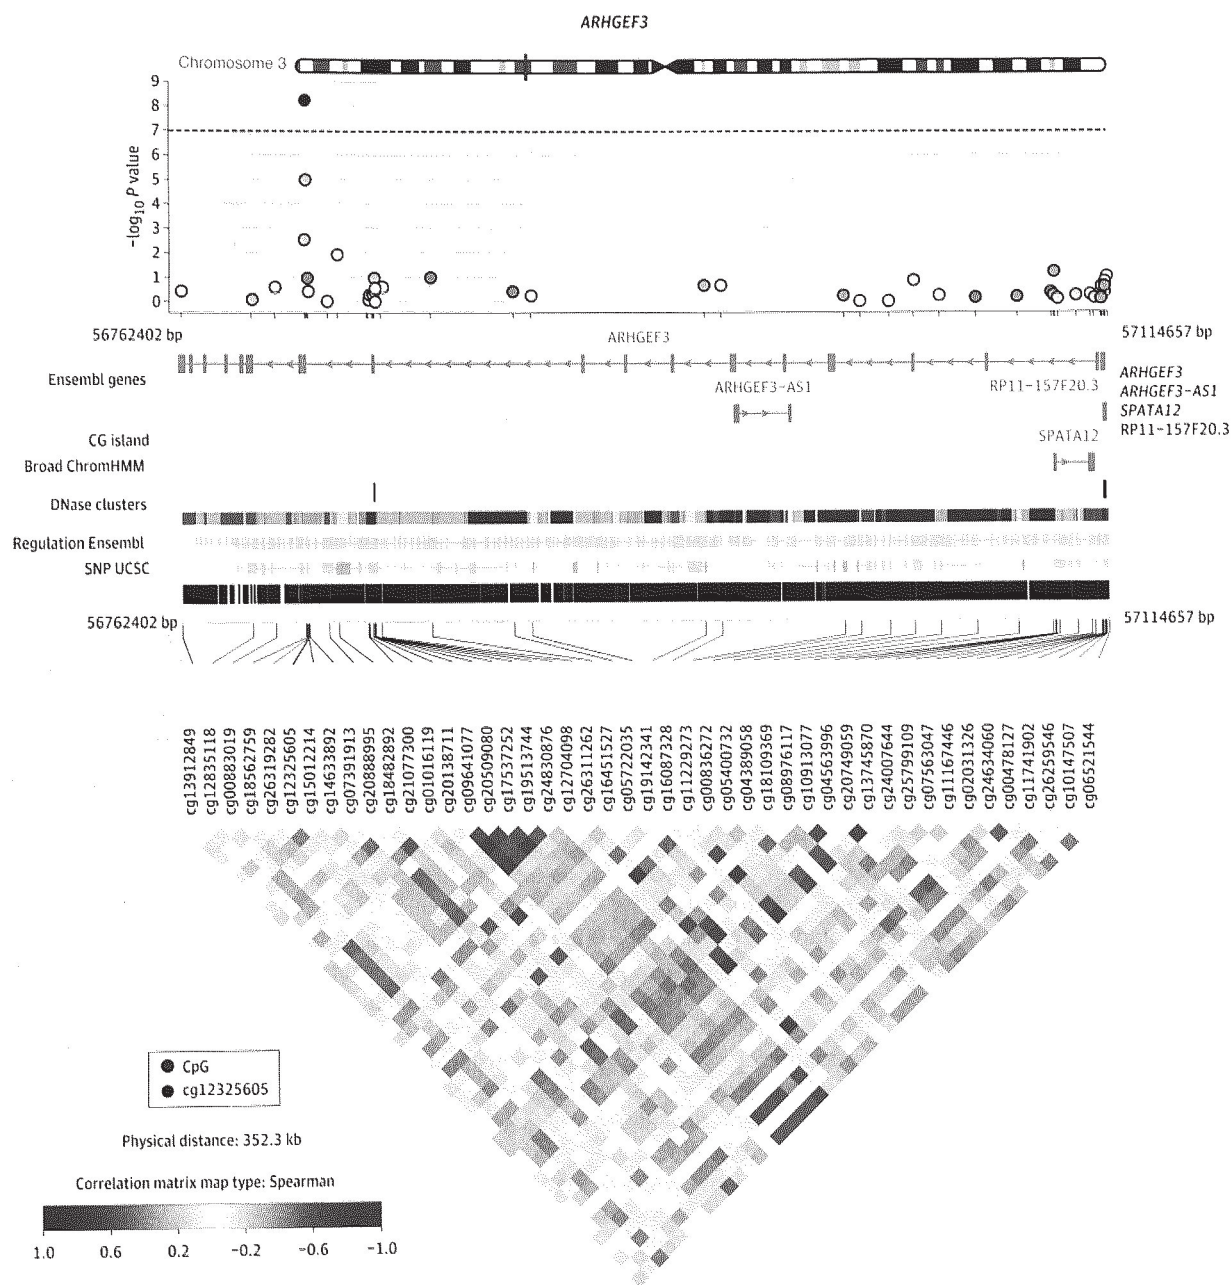 ARHGEF3
Chromosome 3
9
8
7
6
5
4
3
2
1
0
-log10 P value
56762402 bp
57114657 bp
ARHGEF3
Ensembl genes
ARHGEF3-AS1
RP11-157F20.3
ARHGEF3
ARHGEF3-AS1
SPATA12
RP11-157F20.3
CG island
SPATA12
Broad ChromHMM
DNase clusters
Regulation Ensembl
SNP UCSC
56762402 bp
57114657 bp
cg13912849
cg12835118
cg00883019
cg18562759
cg26319282
cg12325605
cg15012214
cg14633892
cg07391913
cg20888995
cg18482892
cg21077300
cg01016119
cg20138711
cg09641077
cg20509080
cg17537252
cg19513744
cg24830876
cg12704098
cg26311262
cg16451527
cg05722035
cg19142341
cg16087328
cg11229273
cg00836272
cg05400732
cg04389058
cg18109369
cg08976117
cg10913077
cg04563996
cg20749059
cg13745870
cg24007644
cg25799109
cg07563047
cg11167446
cg02031326
cg24634060
cg00478127
cg11741902
cg26259546
cg10147507
cg06521544
CpG
cg12325605
Physical distance: 352.3 kb
Correlation matrix map type: Spearman
1.0 0.6 0.2 -0.2 -0.6 -1.0